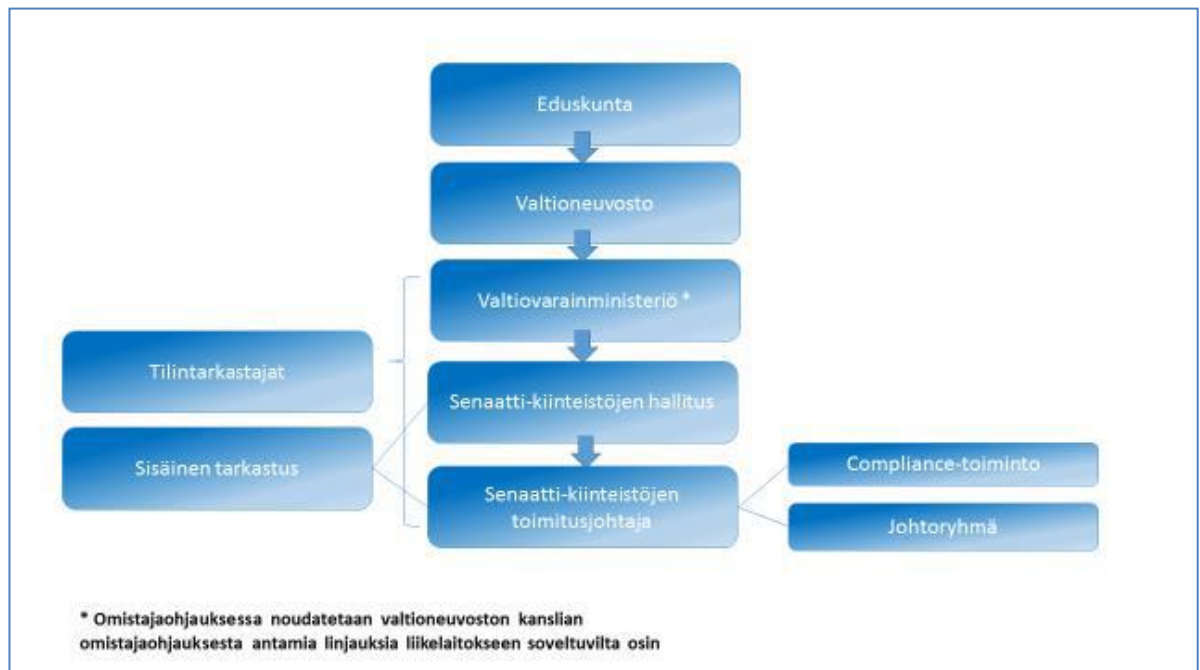 Eduskunta
Valtioneuvosto
Valtiovarainministeriö *
Tilintarkastajat
Senaatti-kiinteistöjen hallitus
Sisäinen tarkastus
Senaatti-kiinteistöjen
toimitusjohtaja
Compliance-toiminto
Johtoryhmä
* Omistajaohjauksessa noudatetaan valtioneuvoston kanslian
omistajaohjauksesta antamia linjauksia liikelaitokseen soveltuvilta osin